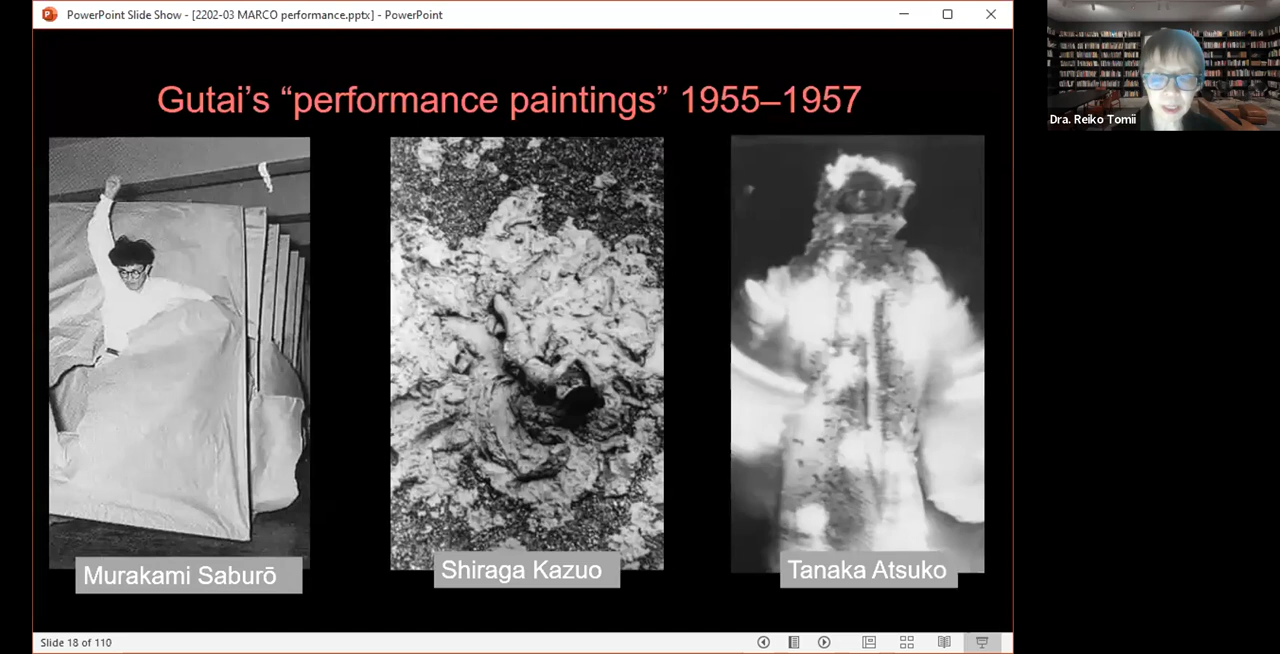 PowerPoint Slide Show - [2202-03 MARCO performance.pptx] - PowerPoint
Gutai’s “performance paintings” 1955–1957
Murakami Saburō
Shiraga Kazuo
Tanaka Atsuko
Slide 18 of 110
Dra. Reiko Tomii